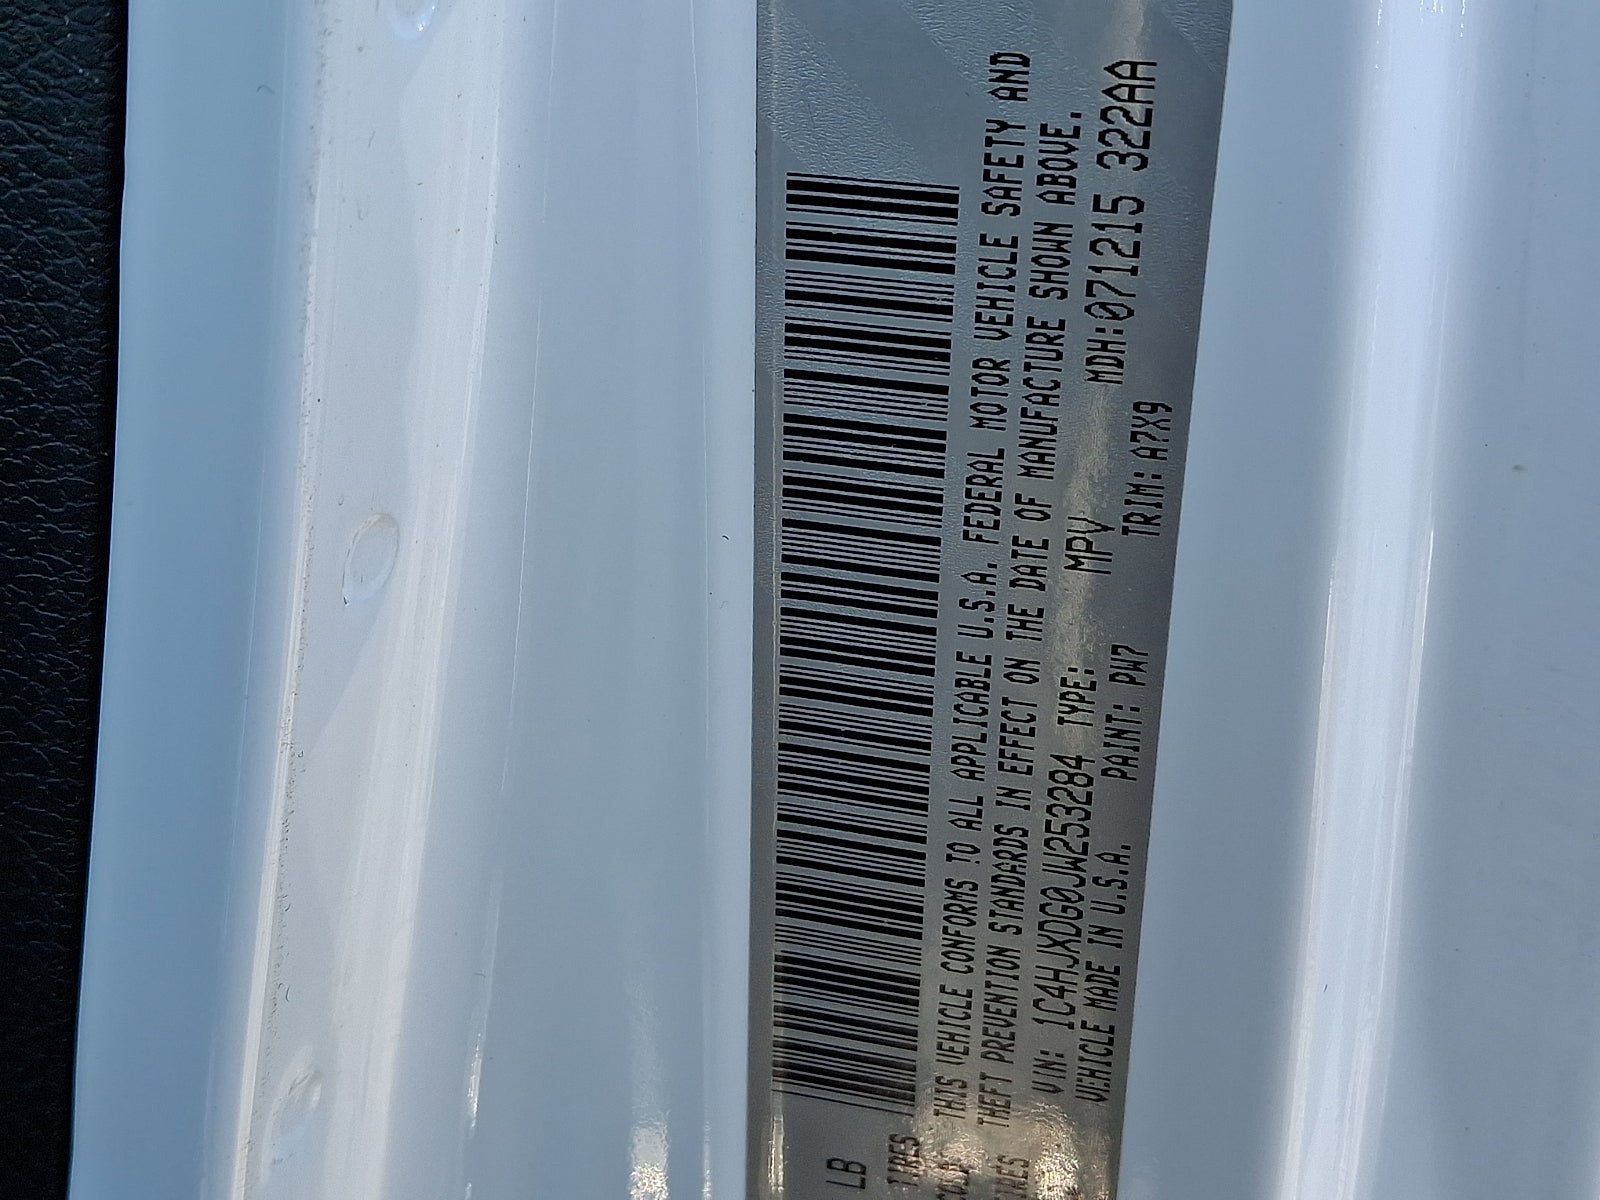 LB
TIRES
THIS VEHICLE CONFORMS TO ALL APPLICABLE U.S.A. FEDERAL MOTOR VEHICLE SAFETY AND
THEFT PREVENTION STANDARDS IN EFFECT ON THE DATE OF MANUFACTURE SHOWN ABOVE.
VIN: 1C4HJXDG0JW253284 TYPE: MPV MDH:071215 322AA
VEHICLE MADE IN U.S.A. PAINT: PW7 TRIM: A7X9